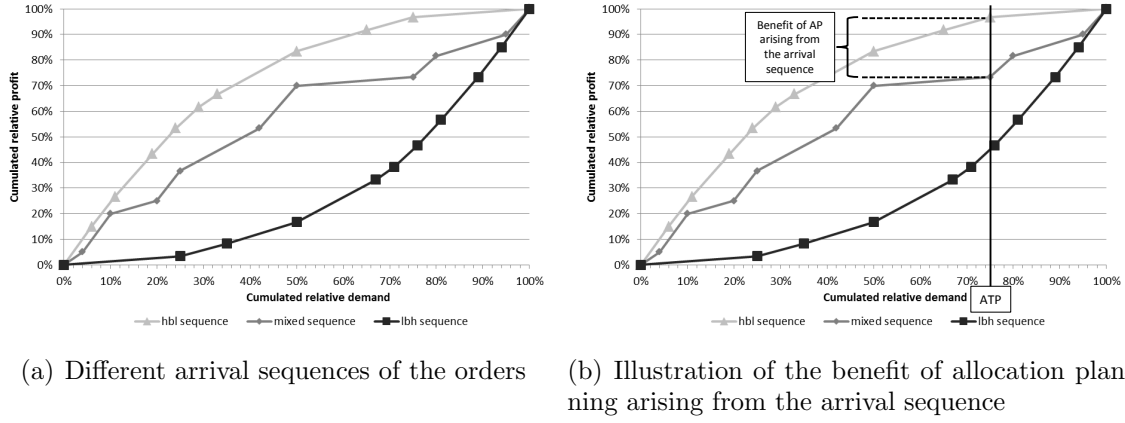 100%
90%
80%
70%
60%
50%
40%
30%
20%
10%
0%
Cumulated relative profit
0% 10% 20% 30% 40% 50% 60% 70% 80% 90% 100%
Cumulated relative demand
hbl sequence mixed sequence lbh sequence
(a) Different arrival sequences of the orders
100%
90%
80%
70%
60%
50%
40%
30%
20%
10%
0%
Cumulated relative profit
Benefit of AP
arising from
the arrival
sequence
0% 10% 20% 30% 40% 50% 60% 70% 80% 90% 100%
Cumulated relative demand
ATP
hbl sequence mixed sequence lbh sequence
(b) Illustration of the benefit of allocation plan
ning arising from the arrival sequence